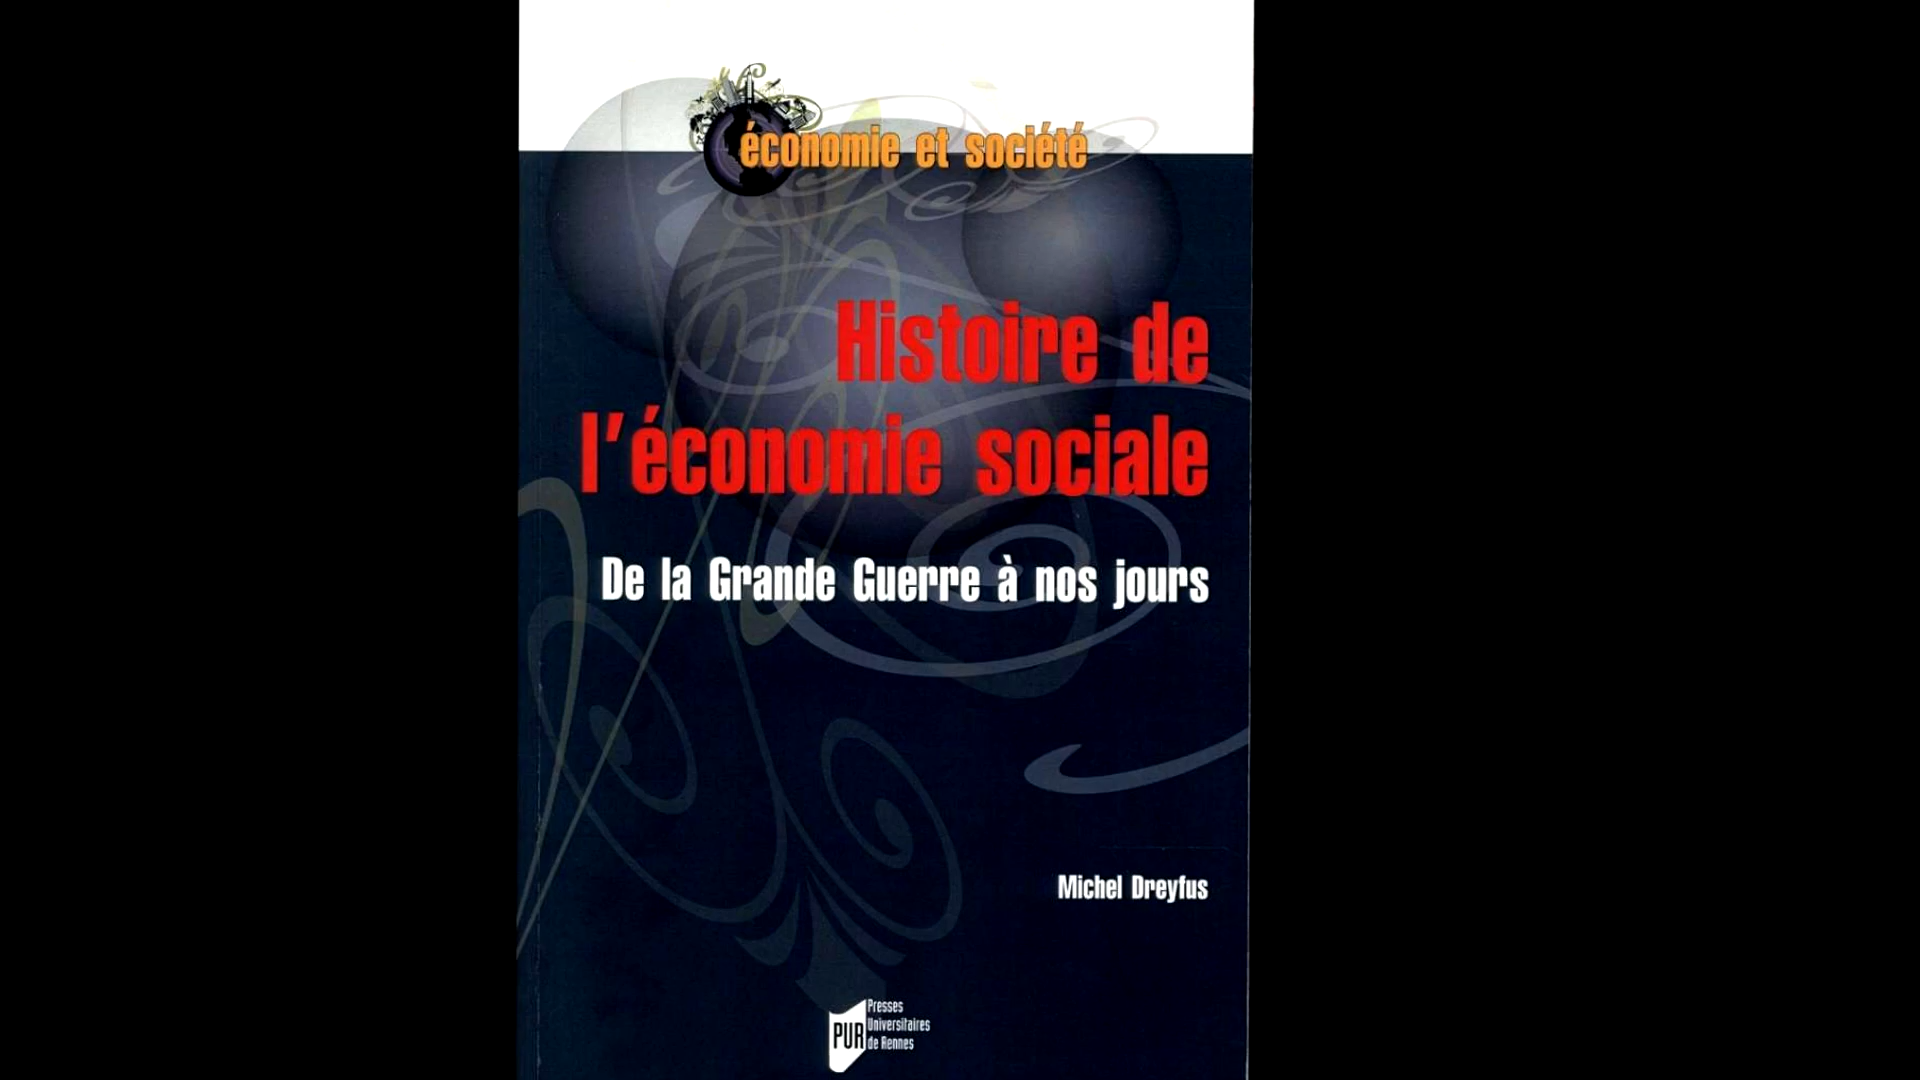 économie et société
Histoire de
l'économie sociale
De la Grande Guerre à nos jours
Michel Dreyfus
PUR
Presses
Universitaires
de Rennes